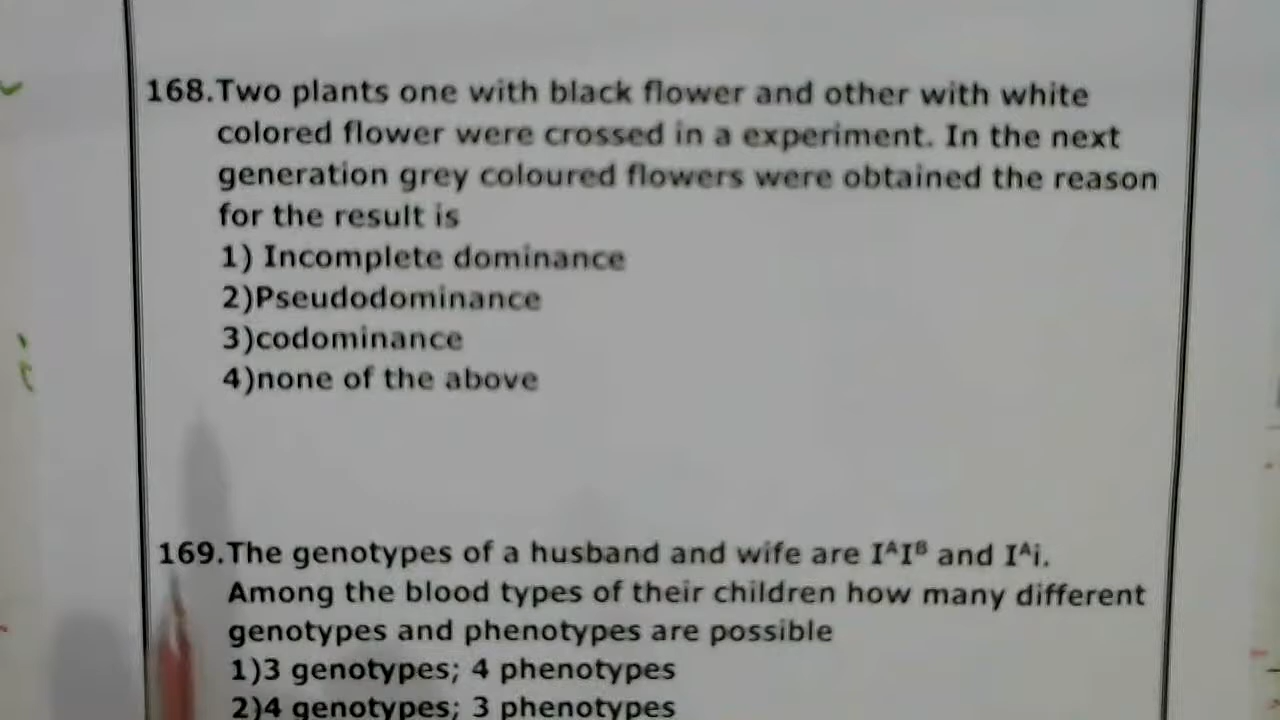 168.Two plants one with black flower and other with white
colored flower were crossed in a experiment. In the next
generation grey coloured flowers were obtained the reason
for the result is
1) Incomplete dominance
2)Pseudodominance
3)codominance
4)none of the above
169.The genotypes of a husband and wife are IᴬIᴮ and Iᴬi.
Among the blood types of their children how many different
genotypes and phenotypes are possible
1)3 genotypes; 4 phenotypes
2)4 genotypes; 3 phenotypes